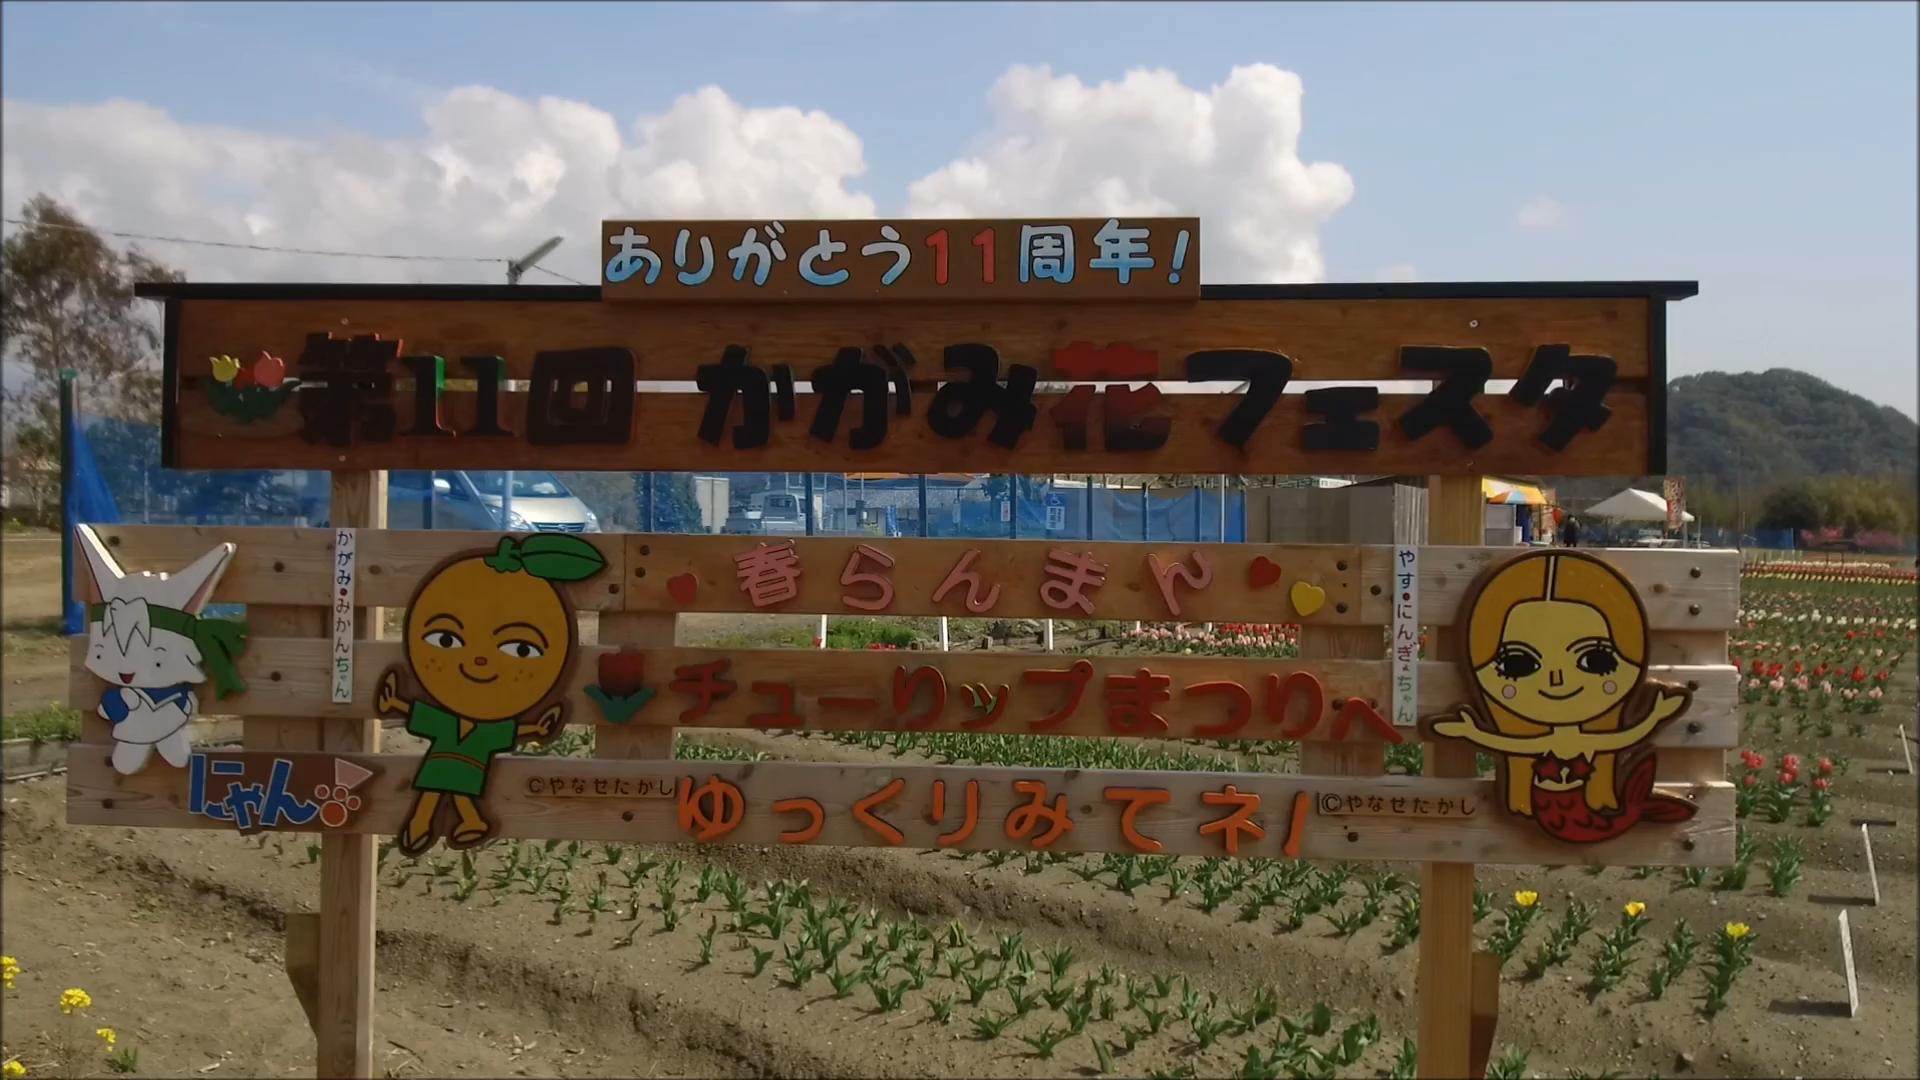 ありがとう11周年!
第11回 かがみ花フェスタ
かがみ・みかんちゃん
春らんまん
やす・にんぎょちゃん
チューリップまつりへ
にゃん
©やなせたかし
ゆっくりみてネ!
©やなせたかし